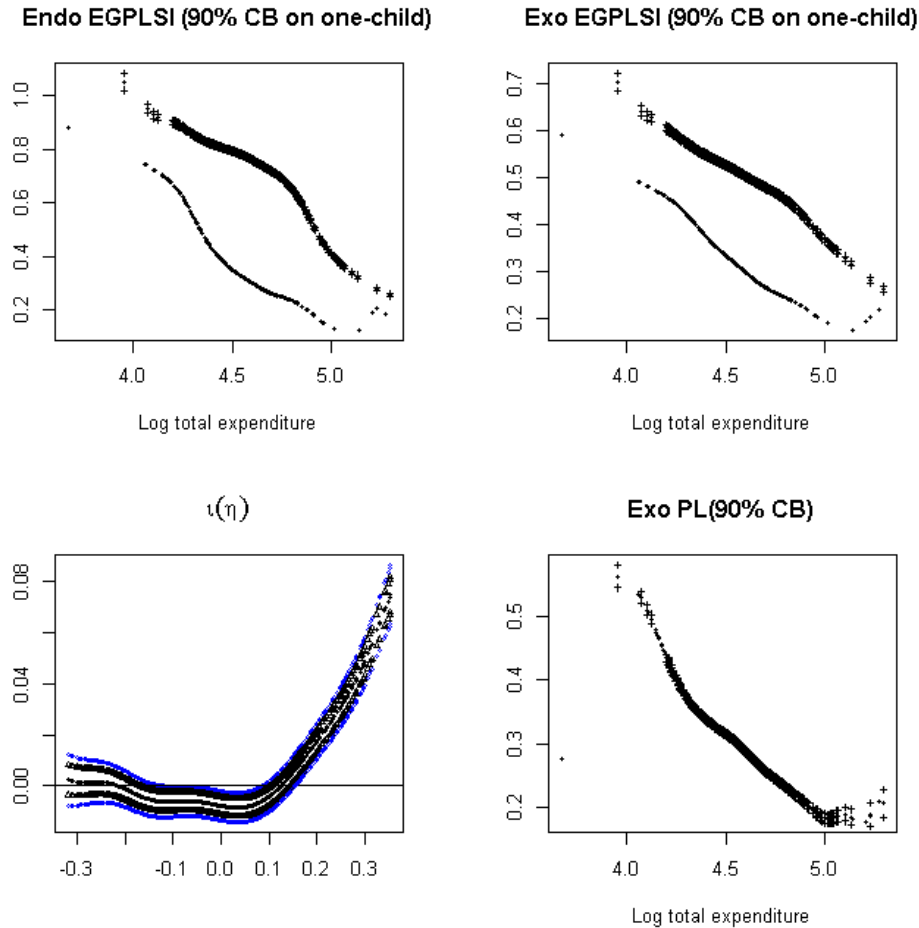 Endo EGPLSI (90% CB on one-child)
1.0
0.8
0.6
0.4
0.2
4.0 4.5 5.0
Log total expenditure
Exo EGPLSI (90% CB on one-child)
0.7
0.6
0.5
0.4
0.3
0.2
4.0 4.5 5.0
Log total expenditure
ι(η)
0.08
0.04
0.00
-0.3 -0.1 0.0 0.1 0.3
Exo PL(90% CB)
0.5
0.4
0.3
0.2
4.0 4.5 5.0
Log total expenditure